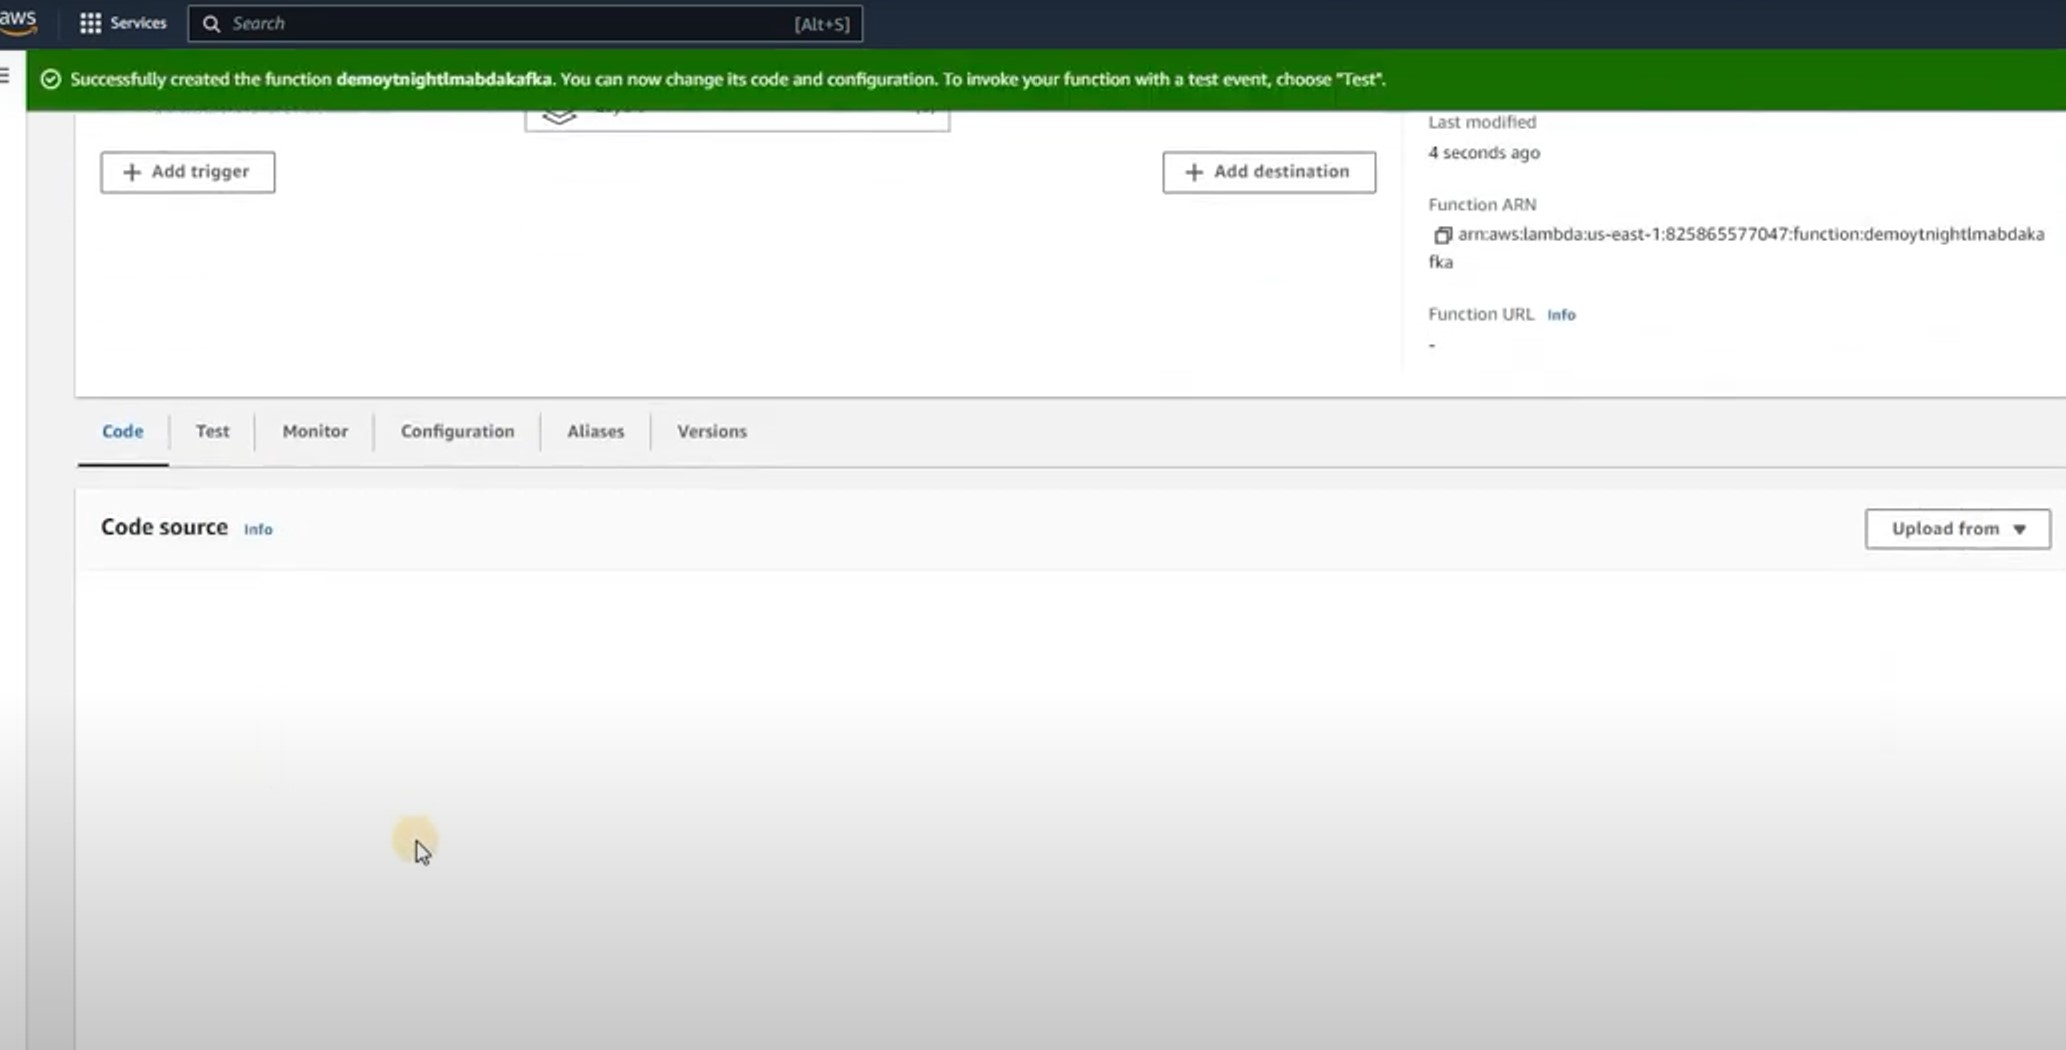 aws
Services
Search
[Alt+S]
Successfully created the function demoytnightlmabdakafka. You can now change its code and configuration. To invoke your function with a test event, choose "Test".
Last modified
4 seconds ago
Add trigger
Add destination
Function ARN
arn:aws:lambda:us-east-1:825865577047:function:demoytnightlmabdaka
fka
Function URL Info
-
Code
Test
Monitor
Configuration
Aliases
Versions
Code source Info
Upload from